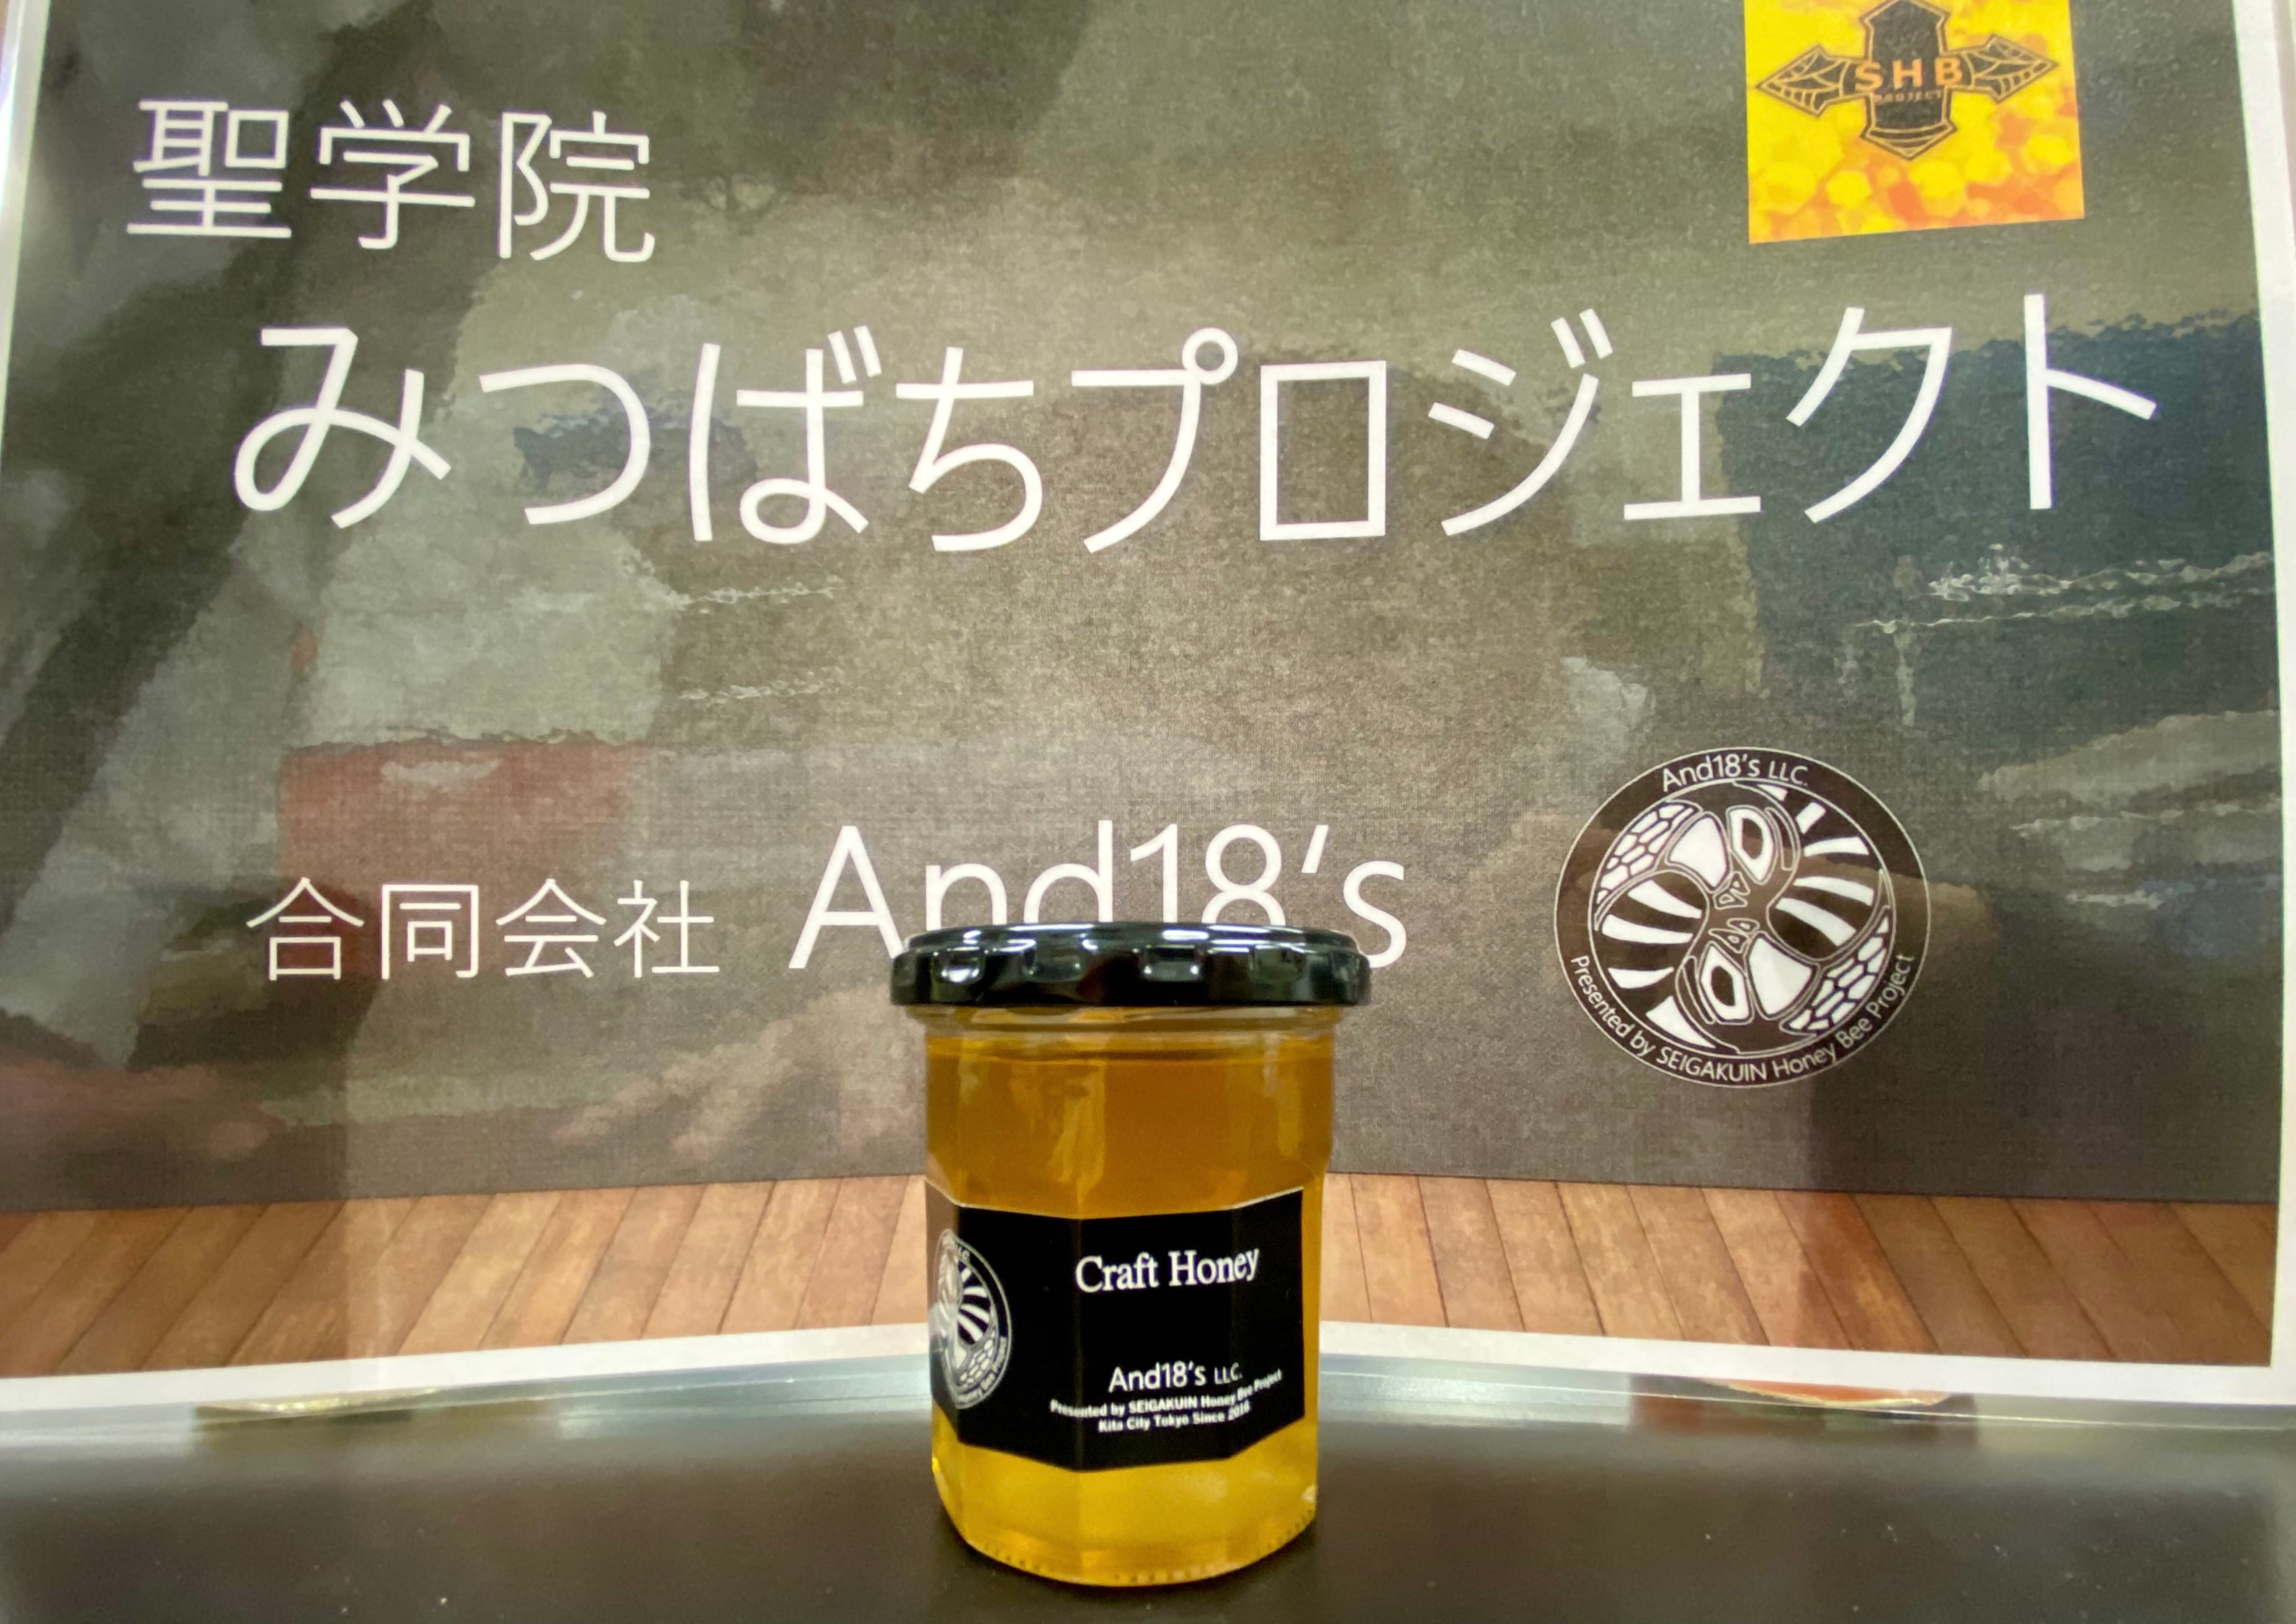 SHB
PROJECT
聖学院
みつばちプロジェクト
合同会社 And18's
And18's LLC.
Presented by SEIGAKUIN Honey Bee Project
Craft Honey
And18's LLC.
Presented by SEIGAKUIN Honey Bee Project
Kita City Tokyo Since 2016